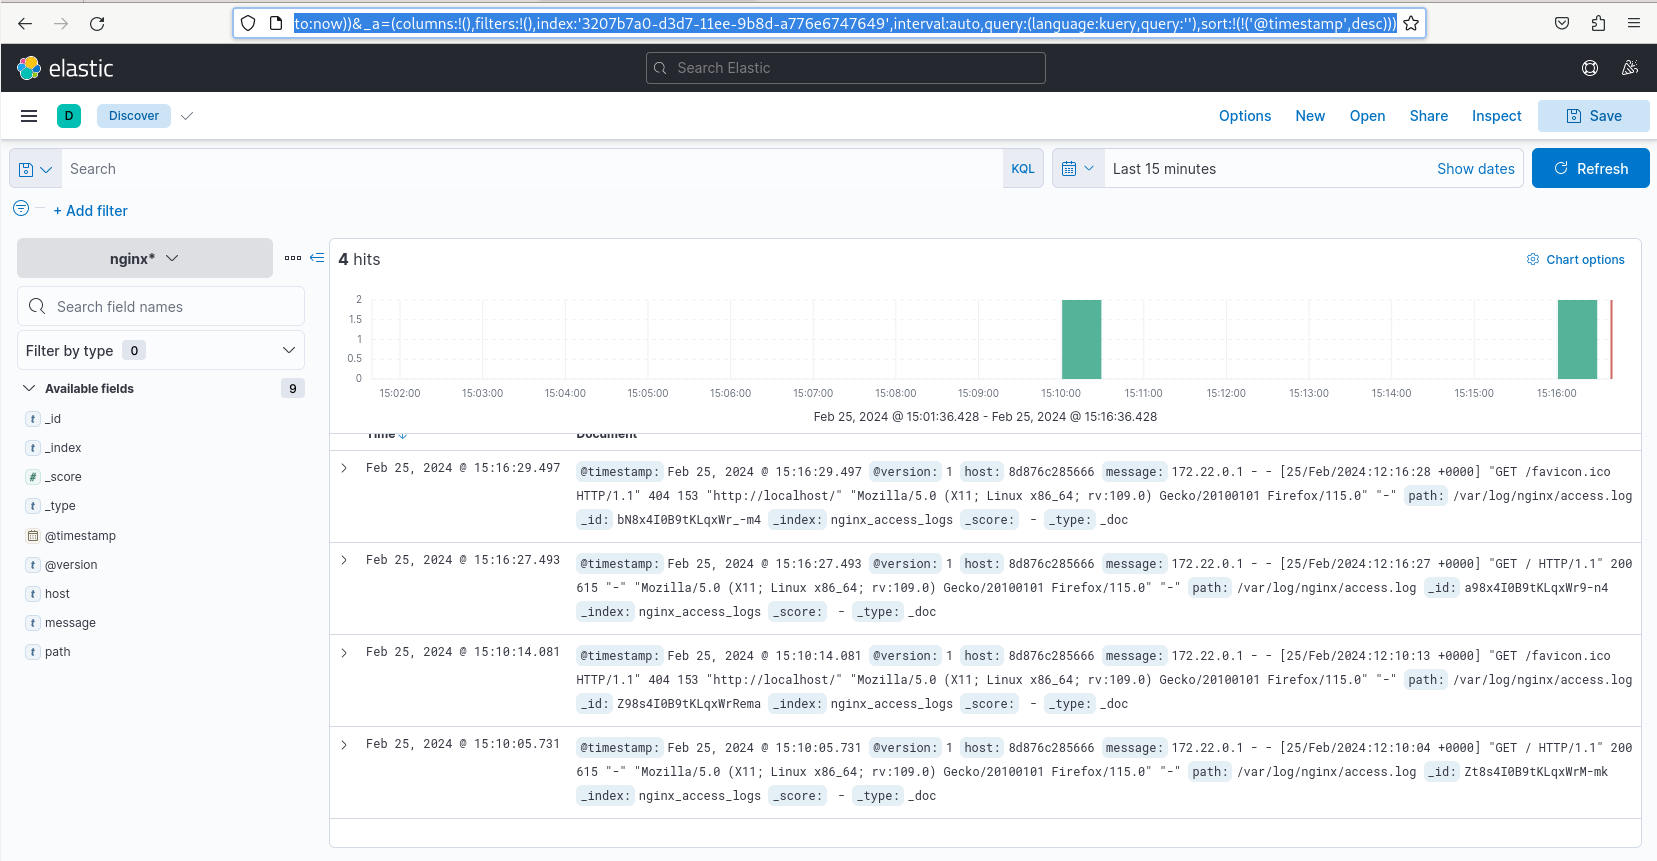 to:now))&_a=(columns:!(),filters:!(),index:'3207b7a0-d3d7-11ee-9b8d-a776e6747649',interval:auto,query:(language:kuery,query:''),sort:!(!('@timestamp',desc)))
elastic
Search Elastic
D Discover
Options New Open Share Inspect Save
Search KQL Last 15 minutes Show dates Refresh
+ Add filter
nginx*
Search field names
Filter by type 0
Available fields 9
t _id
t _index
# _score
t _type
@timestamp
t @version
t host
t message
t path
4 hits Chart options
2
1.5
1
0.5
0
15:02:00 15:03:00 15:04:00 15:05:00 15:06:00 15:07:00 15:08:00 15:09:00 15:10:00 15:11:00 15:12:00 15:13:00 15:14:00 15:15:00 15:16:00
Feb 25, 2024 @ 15:01:36.428 - Feb 25, 2024 @ 15:16:36.428
Time Document
Feb 25, 2024 @ 15:16:29.497 @timestamp: Feb 25, 2024 @ 15:16:29.497 @version: 1 host: 8d876c285666 message: 172.22.0.1 - - [25/Feb/2024:12:16:28 +0000] "GET /favicon.ico
HTTP/1.1" 404 153 "http://localhost/" "Mozilla/5.0 (X11; Linux x86_64; rv:109.0) Gecko/20100101 Firefox/115.0" "-" path: /var/log/nginx/access.log
_id: bN8x4I0B9tKLqxWr_-m4 _index: nginx_access_logs _score: - _type: _doc
Feb 25, 2024 @ 15:16:27.493 @timestamp: Feb 25, 2024 @ 15:16:27.493 @version: 1 host: 8d876c285666 message: 172.22.0.1 - - [25/Feb/2024:12:16:27 +0000] "GET / HTTP/1.1" 200
615 "-" "Mozilla/5.0 (X11; Linux x86_64; rv:109.0) Gecko/20100101 Firefox/115.0" "-" path: /var/log/nginx/access.log _id: a98x4I0B9tKLqxWr9-n4
_index: nginx_access_logs _score: - _type: _doc
Feb 25, 2024 @ 15:10:14.081 @timestamp: Feb 25, 2024 @ 15:10:14.081 @version: 1 host: 8d876c285666 message: 172.22.0.1 - - [25/Feb/2024:12:10:13 +0000] "GET /favicon.ico
HTTP/1.1" 404 153 "http://localhost/" "Mozilla/5.0 (X11; Linux x86_64; rv:109.0) Gecko/20100101 Firefox/115.0" "-" path: /var/log/nginx/access.log
_id: Z98s4I0B9tKLqxWrRema _index: nginx_access_logs _score: - _type: _doc
Feb 25, 2024 @ 15:10:05.731 @timestamp: Feb 25, 2024 @ 15:10:05.731 @version: 1 host: 8d876c285666 message: 172.22.0.1 - - [25/Feb/2024:12:10:04 +0000] "GET / HTTP/1.1" 200
615 "-" "Mozilla/5.0 (X11; Linux x86_64; rv:109.0) Gecko/20100101 Firefox/115.0" "-" path: /var/log/nginx/access.log _id: Zt8s4I0B9tKLqxWrM-mk
_index: nginx_access_logs _score: - _type: _doc